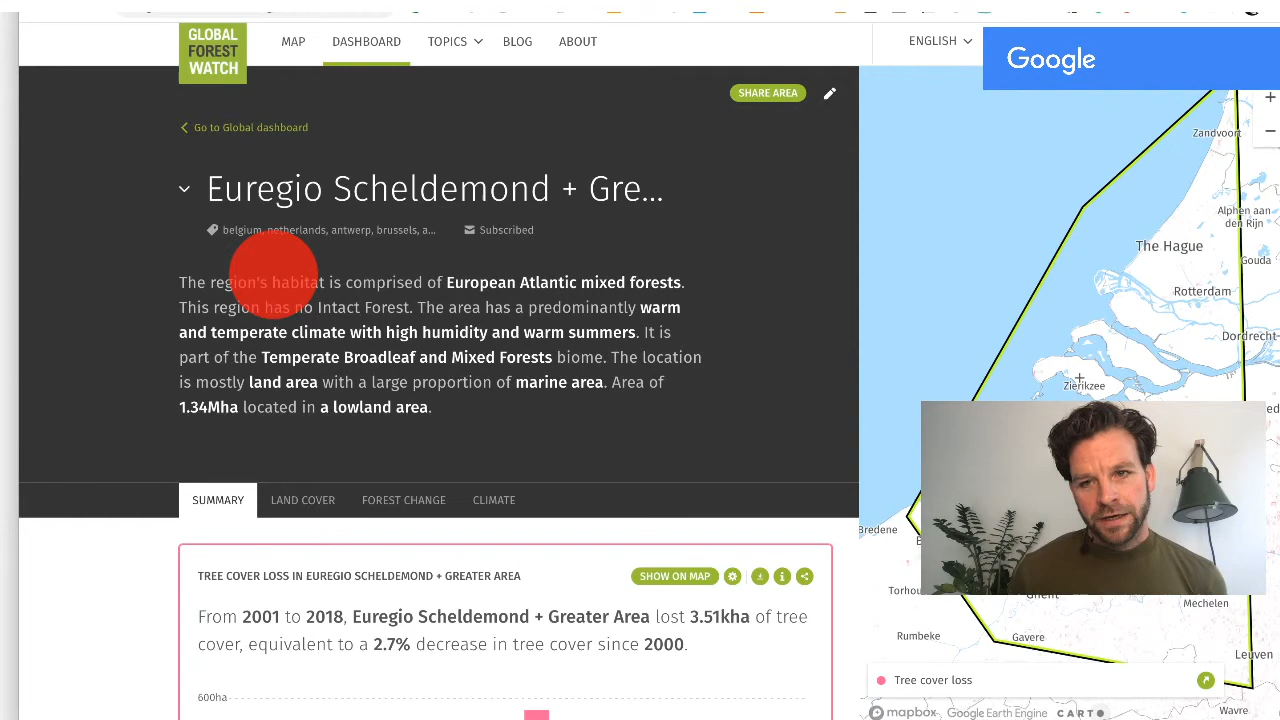 GLOBAL
FOREST
WATCH
MAP
DASHBOARD
TOPICS
BLOG
ABOUT
ENGLISH
Google
SHARE AREA
Go to Global dashboard
Euregio Scheldemond + Gre...
belgium, netherlands, antwerp, brussels, a...
Subscribed
The region's habitat is comprised of European Atlantic mixed forests.
This region has no Intact Forest. The area has a predominantly warm
and temperate climate with high humidity and warm summers. It is
part of the Temperate Broadleaf and Mixed Forests biome. The location
is mostly land area with a large proportion of marine area. Area of
1.34Mha located in a lowland area.
SUMMARY
LAND COVER
FOREST CHANGE
CLIMATE
TREE COVER LOSS IN EUREGIO SCHELDEMOND + GREATER AREA
SHOW ON MAP
From 2001 to 2018, Euregio Scheldemond + Greater Area lost 3.51kha of tree
cover, equivalent to a 2.7% decrease in tree cover since 2000.
600ha
Zandvoort
Alphen aan
den Rijn
The Hague
Gouda
Rotterdam
Dordrecht
Zierikzee
Bredene
Torhou
Ghent
Mechelen
Rumbeke
Gavere
Leuven
Tree cover loss
Wavre
mapbox
Google Earth Engine
CARTO